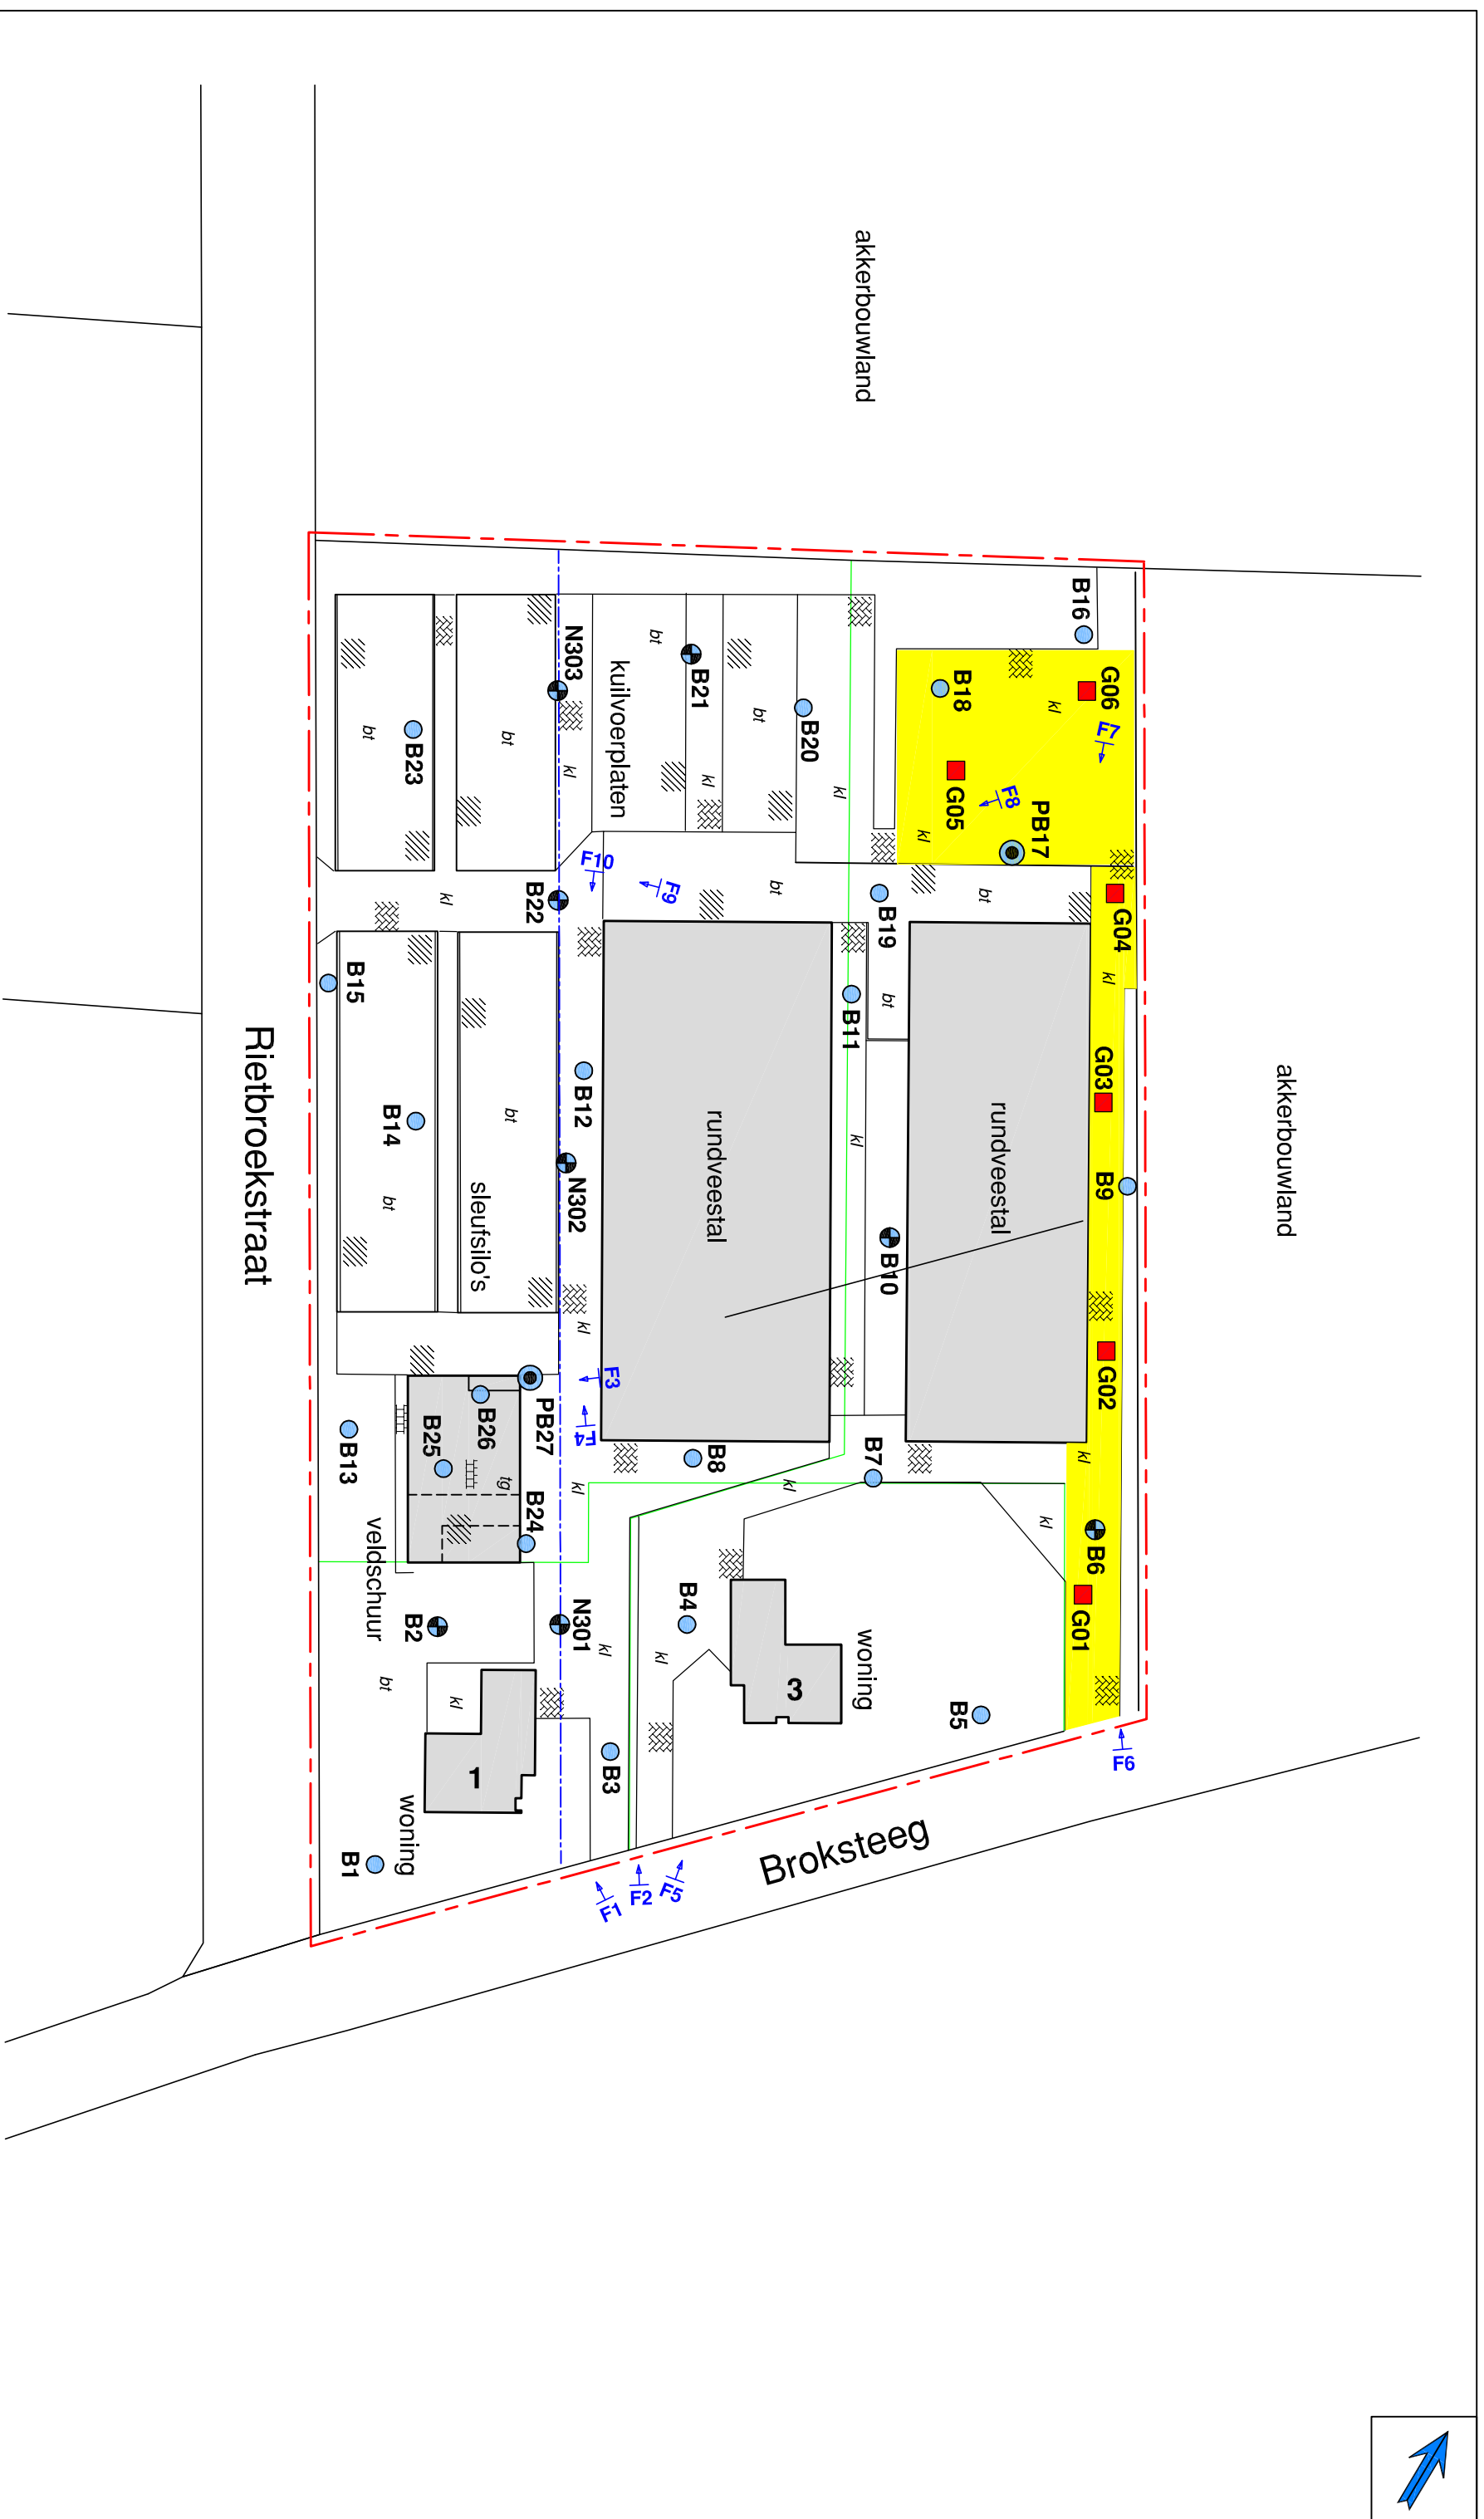 akkerbouwland
akkerbouwland
B16
G06
kl
F7
B18
G05
F8
PB17
kl
N303
bt
kuilvoerplaten
B21
bt
kl
B20
kl
bt
B23
bt
kl
F10
F9
bt
bt
B19
G04
kl
B22
kl
B15
B11
bt
G03
B12
B14
bt
bt
sleufsilo's
N302
kl
rundveestal
kl
rundveestal
B9
B10
G02
Rietbroekstraat
F3
F4
PB27
B26
B25
tg
B24
B13
kl
B8
kl
B7
kl
kl
B6
G01
veldschuur
B2
bt
N301
kl
B4
kl
woning
3
B5
kl
B3
1
woning
B1
Broksteeg
F1
F2
F5
F6